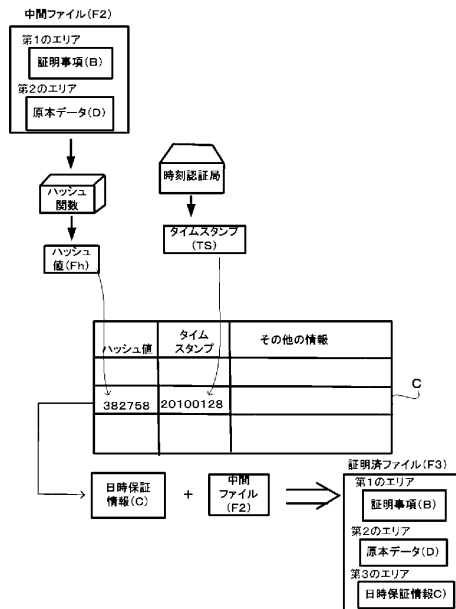 中間ファイル(F2)
第1のエリア
証明事項(B)
第2のエリア
原本データ(D)
ハッシュ
関数
時刻認証局
ハッシュ
値(Fh)
タイムスタンプ
(TS)
ハッシュ値
タイム
スタンプ
その他の情報
382758
20100128
C
日時保証
情報(C)
+
中間
ファイル
(F2)
証明済ファイル(F3)
第1のエリア
証明事項(B)
第2のエリア
原本データ(D)
第3のエリア
日時保証情報C)